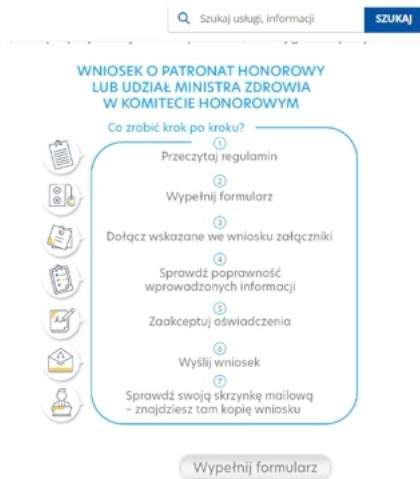 Szukaj usługi, informacji
SZUKAJ
WNIOSEK O PATRONAT HONOROWY
LUB UDZIAŁ MINISTRA ZDROWIA
W KOMITECIE HONOROWYM
Co zrobić krok po kroku?
1
Przeczytaj regulamin
2
Wypełnij formularz
3
Dołącz wskazane we wniosku załączniki
4
Sprawdź poprawność
wprowadzonych informacji
5
Zaakceptuj oświadczenia
6
Wyślij wniosek
7
Sprawdź swoją skrzynkę mailową
– znajdziesz tam kopię wniosku
Wypełnij formularz